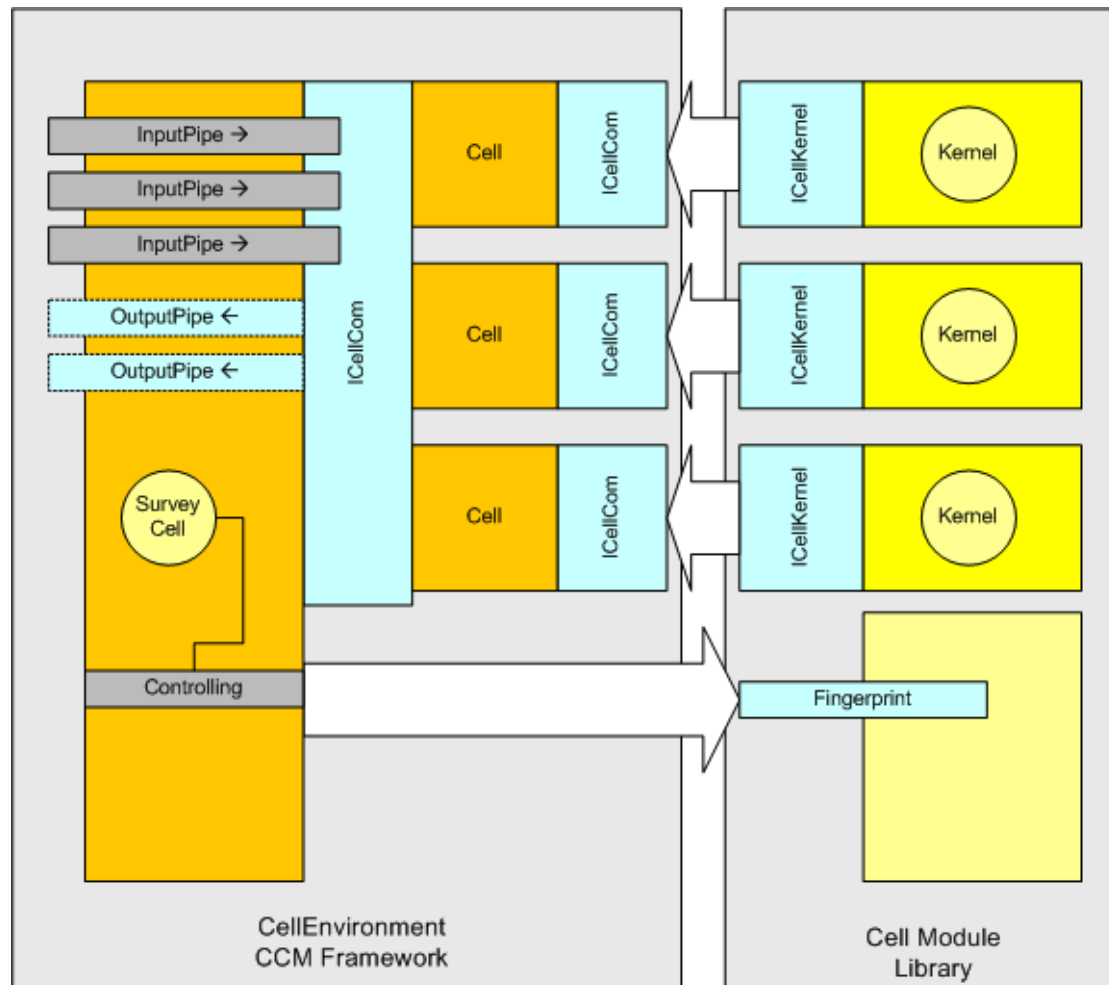 InputPipe →
InputPipe →
InputPipe →
OutputPipe ←
OutputPipe ←
Survey
Cell
Controlling
ICellCom
Cell
ICellCom
Cell
ICellCom
Cell
ICellCom
CellEnvironment
CCM Framework
ICellKernel
Kernel
ICellKernel
Kernel
ICellKernel
Kernel
Fingerprint
Cell Module
Library